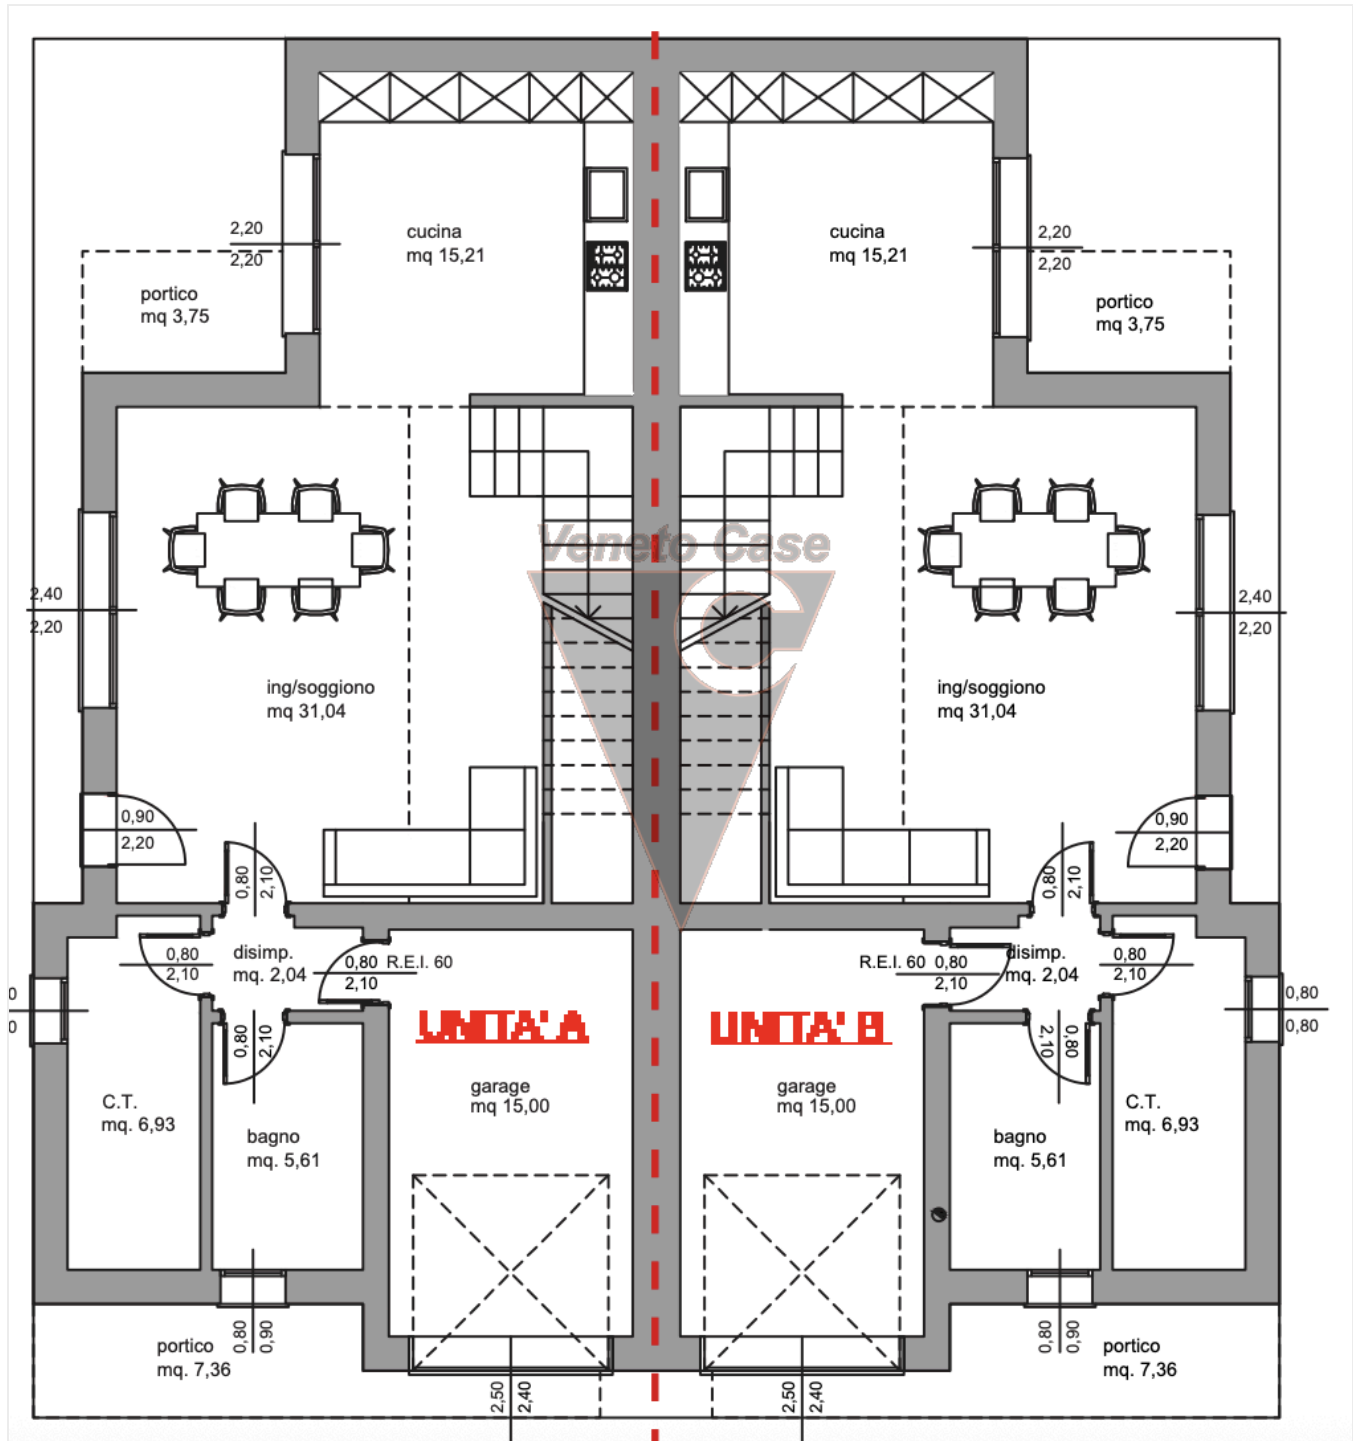 2,20
2,20
cucina
mq 15,21
cucina
mq 15,21
2,20
2,20
portico
mq 3,75
portico
mq 3,75
Veneto Case
2,40
2,20
2,40
2,20
ing/soggiono
mq 31,04
ing/soggiono
mq 31,04
0,90
2,20
0,90
2,20
0,80
2,10
0,80
2,10
0,80
2,10
disimp.
mq. 2,04
0,80
2,10
R.E.I. 60
R.E.I. 60
0,80
2,10
disimp.
mq. 2,04
0,80
2,10
0
0
0,80
0,80
UNITA' A
UNITA' B
0,80
2,10
2,10
0,80
C.T.
mq. 6,93
bagno
mq. 5,61
garage
mq 15,00
garage
mq 15,00
bagno
mq. 5,61
C.T.
mq. 6,93
portico
mq. 7,36
0,80
0,90
0,80
0,90
portico
mq. 7,36
2,50
2,40
2,50
2,40